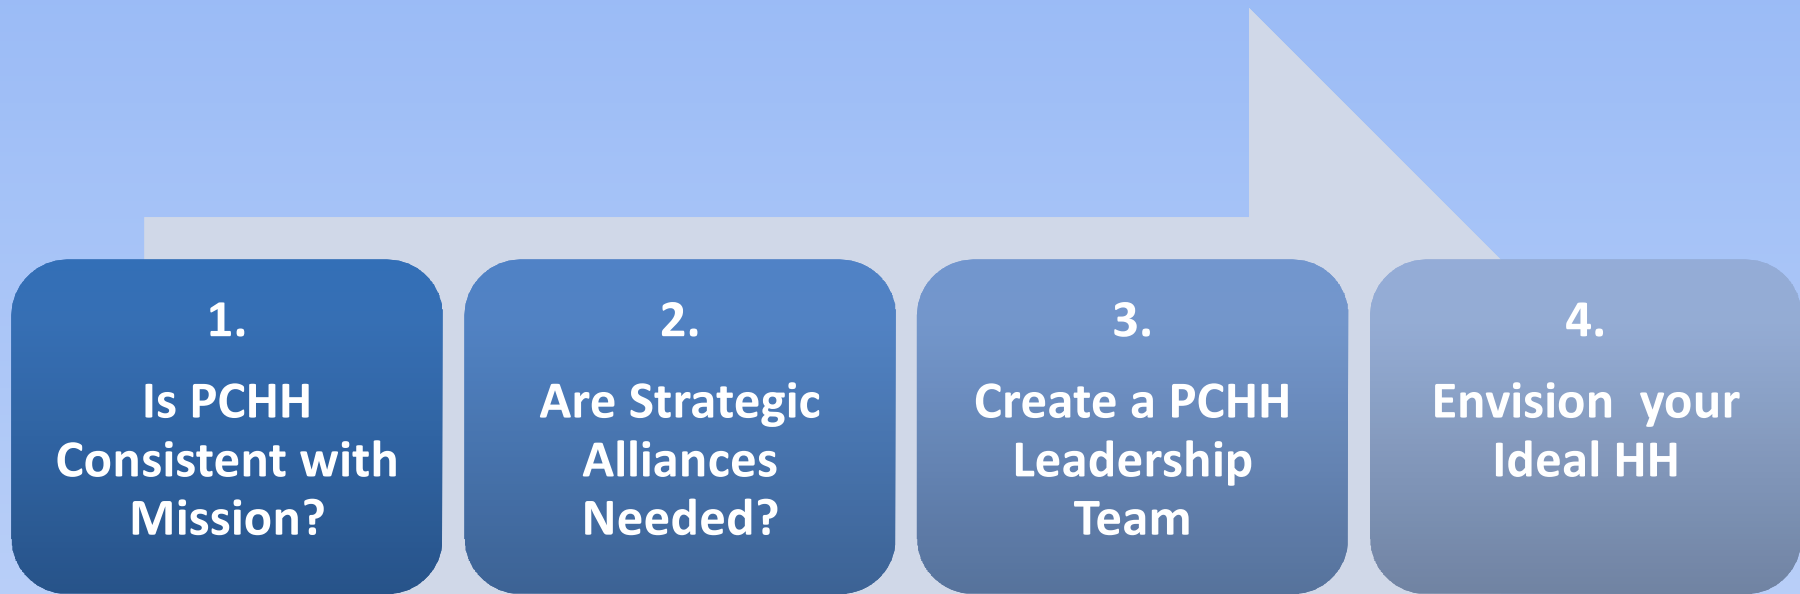 1.
Is PCHH
Consistent with
Mission?
2.
Are Strategic
Alliances
Needed?
3.
Create a PCHH
Leadership
Team
4.
Envision  your
Ideal HH